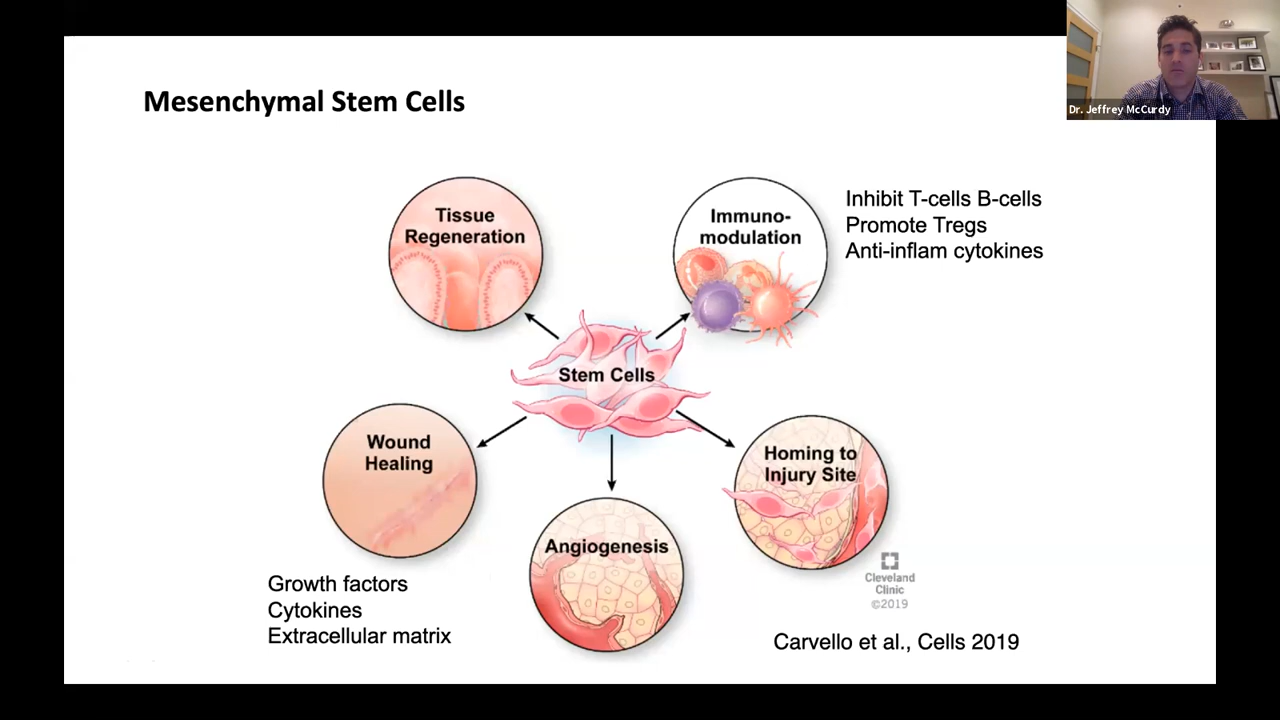 Dr. Jeffrey McCurdy
Mesenchymal Stem Cells
Tissue
Regeneration
Immuno-
modulation
Inhibit T-cells B-cells
Promote Tregs
Anti-inflam cytokines
Stem Cells
Wound
Healing
Homing to
Injury Site
Angiogenesis
Growth factors
Cytokines
Extracellular matrix
Cleveland
Clinic
©2019
Carvello et al., Cells 2019